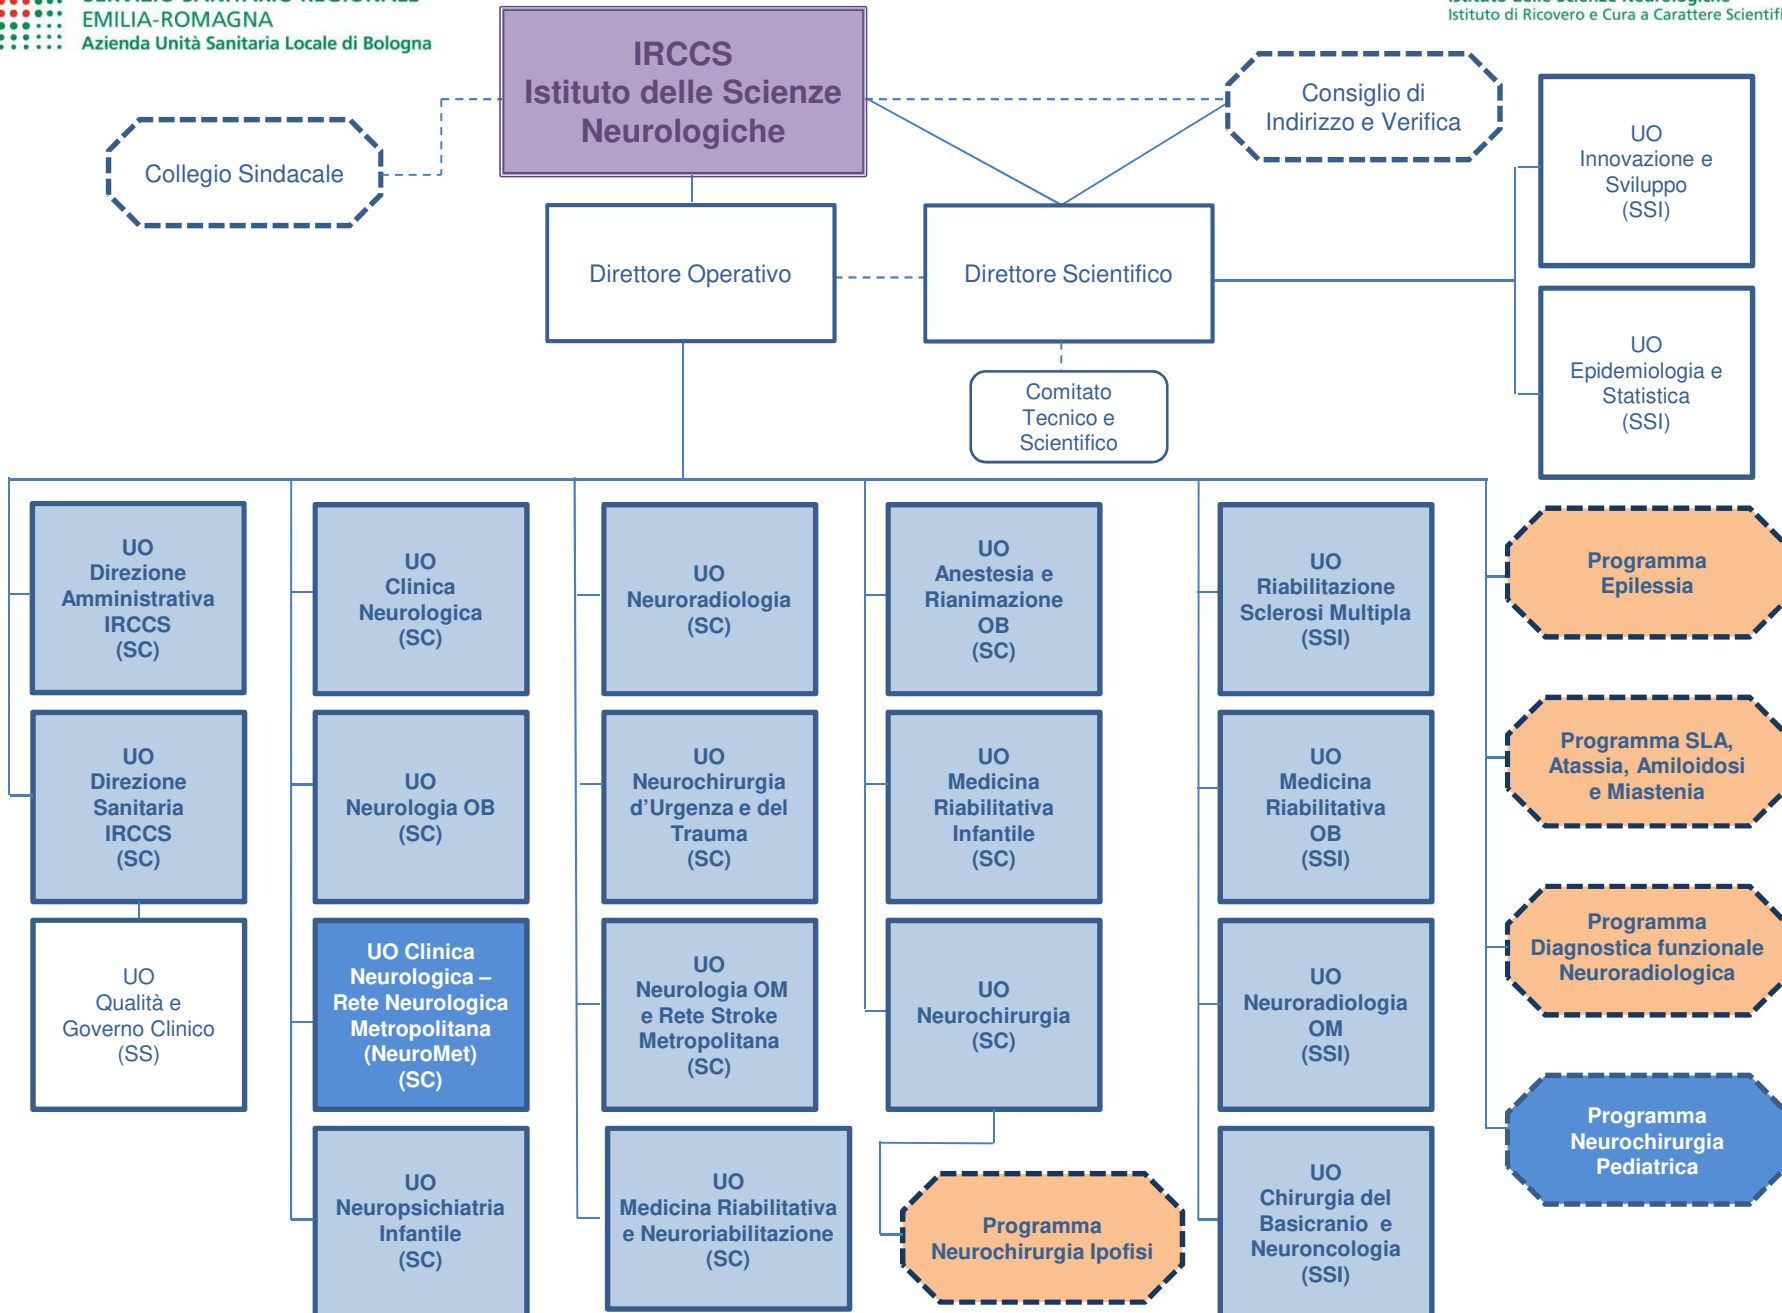 SERVIZIO SANITARIO REGIONALE
EMILIA-ROMAGNA
Azienda Unità Sanitaria Locale di Bologna
Istituto delle Scienze Neurologiche
Istituto di Ricovero e Cura a Carattere Scientifi
IRCCS
Istituto delle Scienze
Neurologiche
Collegio Sindacale
Consiglio di
Indirizzo e Verifica
UO
Innovazione e
Sviluppo
(SSI)
Direttore Operativo
Direttore Scientifico
UO
Epidemiologia e
Statistica
(SSI)
Comitato
Tecnico e
Scientifico
UO
Direzione
Amministrativa
IRCCS
(SC)
UO
Clinica
Neurologica
(SC)
UO
Neuroradiologia
(SC)
UO
Anestesia e
Rianimazione
OB
(SC)
UO
Riabilitazione
Sclerosi Multipla
(SSI)
Programma
Epilessia
UO
Direzione
Sanitaria
IRCCS
(SC)
UO
Neurologia OB
(SC)
UO
Neurochirurgia
d’Urgenza e del
Trauma
(SC)
UO
Medicina
Riabilitativa
Infantile
(SC)
UO
Medicina
Riabilitativa
OB
(SSI)
Programma SLA,
Atassia, Amiloidosi
e Miastenia
UO
Qualità e
Governo Clinico
(SS)
UO Clinica
Neurologica –
Rete Neurologica
Metropolitana
(NeuroMet)
(SC)
UO
Neurologia OM
e Rete Stroke
Metropolitana
(SC)
UO
Neurochirurgia
(SC)
UO
Neuroradiologia
OM
(SSI)
Programma
Diagnostica funzionale
Neuroradiologica
UO
Neuropsichiatria
Infantile
(SC)
UO
Medicina Riabilitativa
e Neuroriabilitazione
(SC)
Programma
Neurochirurgia Ipofisi
UO
Chirurgia del
Basicranio e
Neuroncologia
(SSI)
Programma
Neurochirurgia
Pediatrica